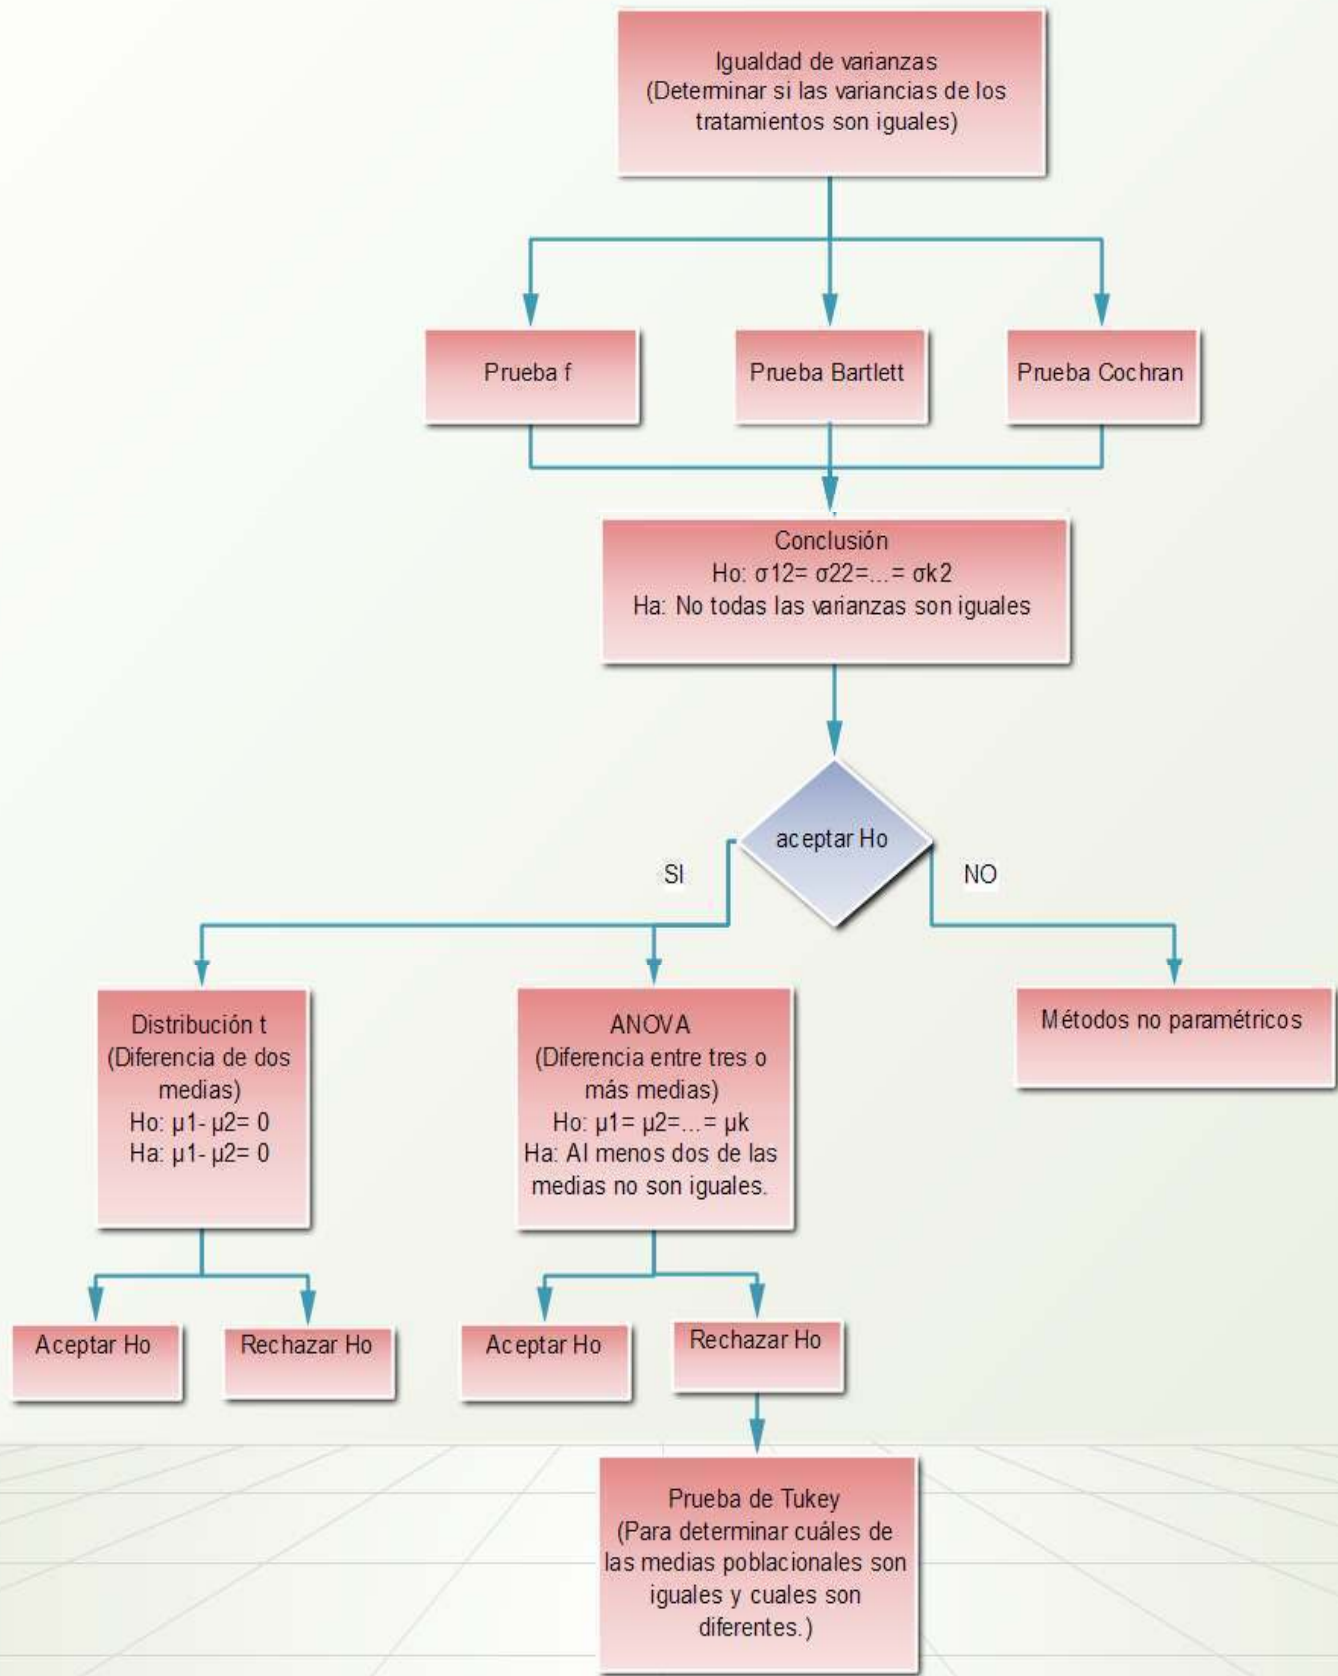 Igualdad de varianzas
(Determinar si las variancias de los
tratamientos son iguales)
Prueba f
Prueba Bartlett
Prueba Cochran
Conclusión
Ho: σ12= σ22=...= σk2
Ha: No todas las varianzas son iguales
aceptar Ho
SI
NO
Distribución t
(Diferencia de dos
medias)
Ho: μ1- μ2= 0
Ha: μ1- μ2= 0
ANOVA
(Diferencia entre tres o
más medias)
Ho: μ1= μ2=...= μk
Ha: Al menos dos de las
medias no son iguales.
Métodos no paramétricos
Aceptar Ho
Rechazar Ho
Aceptar Ho
Rechazar Ho
Prueba de Tukey
(Para determinar cuáles de
las medias poblacionales son
iguales y cuales son
diferentes.)